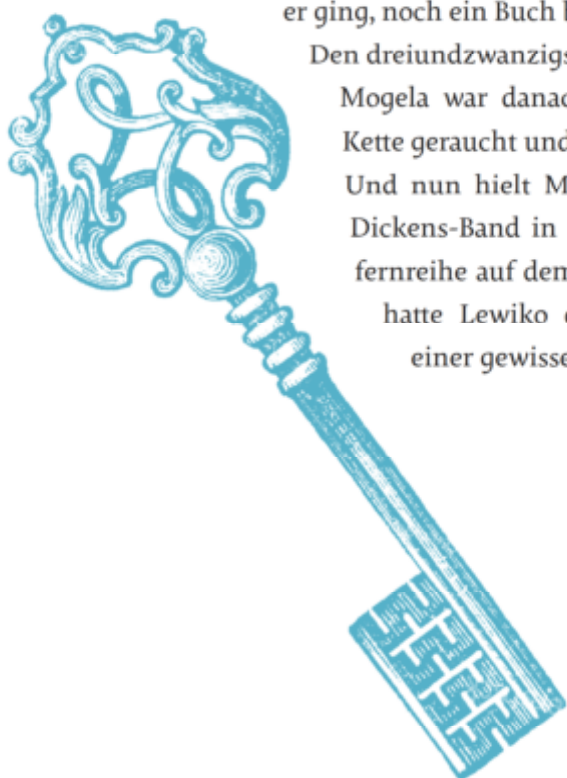 er ging, noch ein Buch
Den dreiundzwanzigs
Mogela war danac
Kette geraucht und
Und nun hielt M
Dickens-Band in
fernreihe auf dem
hatte Lewiko
einer gewisse